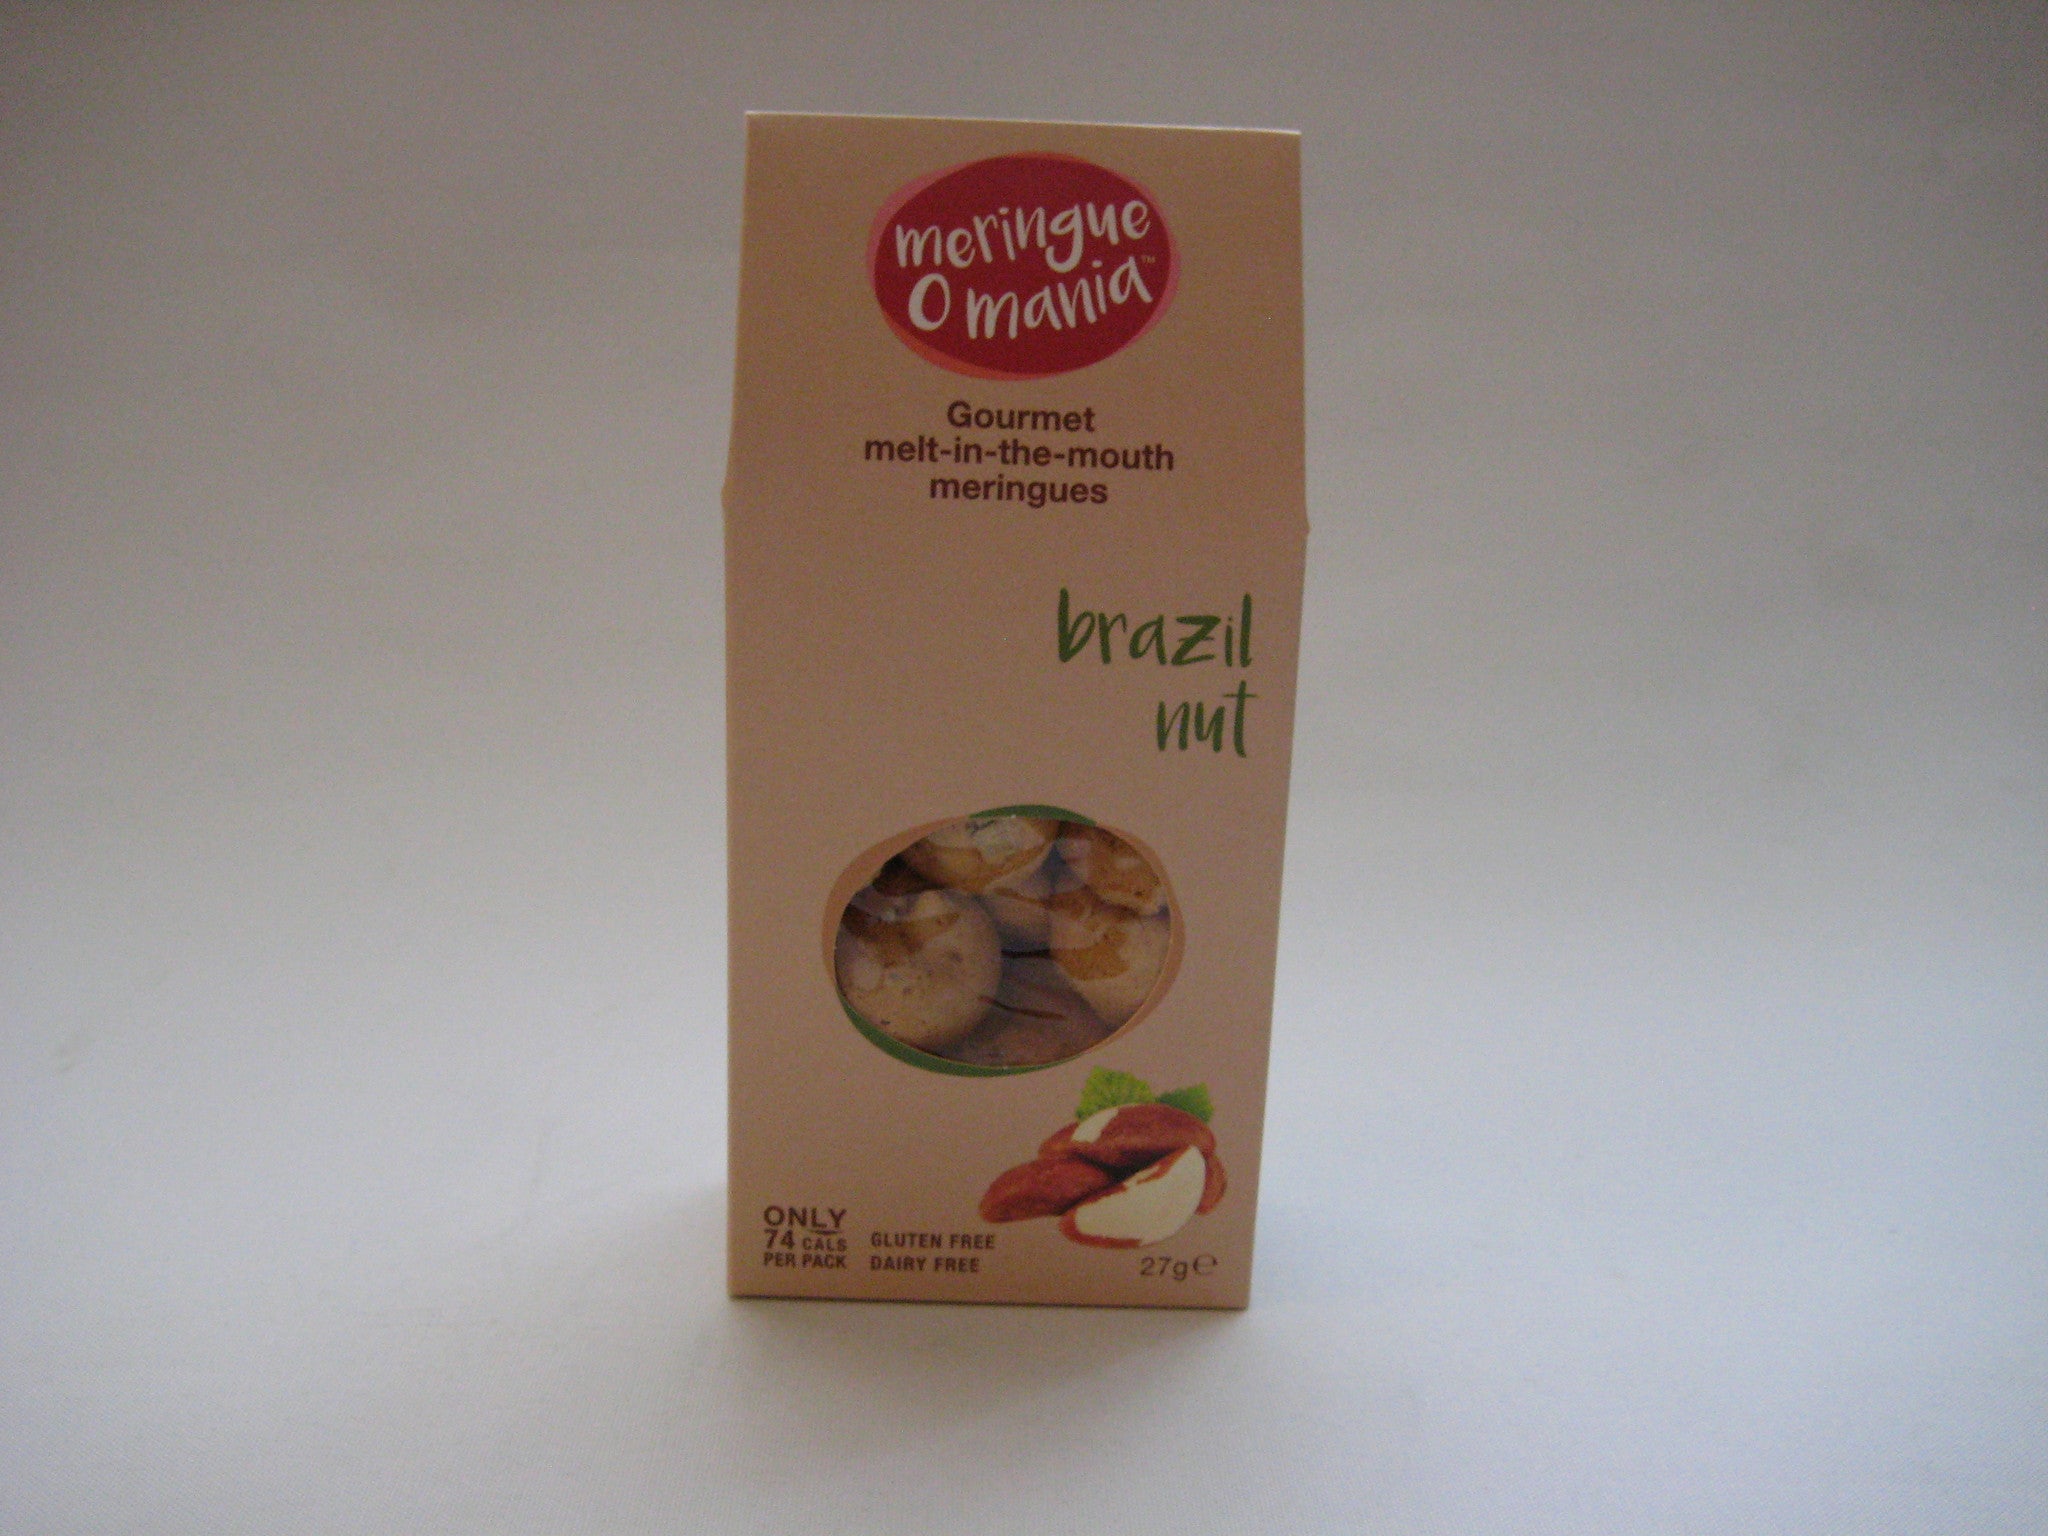 meringue
O mania™
Gourmet
melt-in-the-mouth
meringues
brazil
nut
ONLY
74 CALS
PER PACK
GLUTEN FREE
DAIRY FREE
27g℮